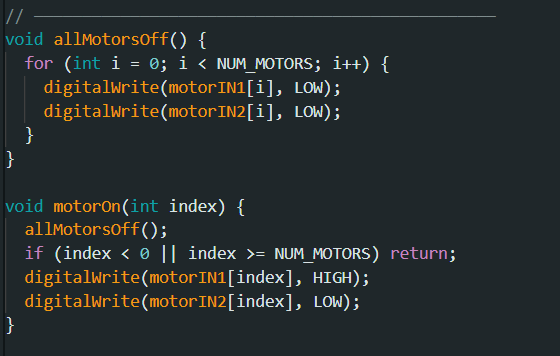 // ──────────────────────────────────────────
void allMotorsOff() {
  for (int i = 0; i < NUM_MOTORS; i++) {
    digitalWrite(motorIN1[i], LOW);
    digitalWrite(motorIN2[i], LOW);
  }
}

void motorOn(int index) {
  allMotorsOff();
  if (index < 0 || index >= NUM_MOTORS) return;
  digitalWrite(motorIN1[index], HIGH);
  digitalWrite(motorIN2[index], LOW);
}